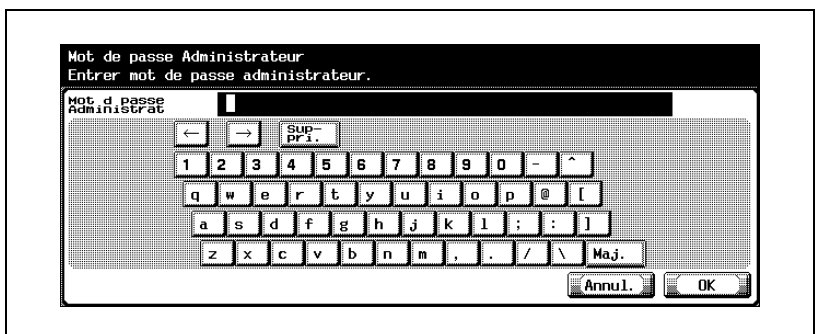 Mot de passe Administrateur
Entrer mot de passe administrateur.
Mot d passe
Administrat
← → Sup-
pri.
1 2 3 4 5 6 7 8 9 0 - ^
q w e r t y u i o p @ [
a s d f g h j k l ; : ]
z x c v b n m , . / \ Maj.
Annul. OK